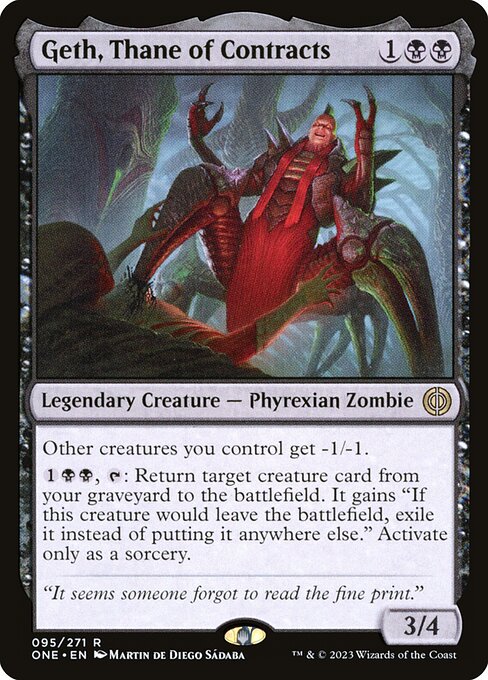 Geth, Thane of Contracts 1
Legendary Creature — Phyrexian Zombie
Other creatures you control get -1/-1.
1, : Return target creature card from
your graveyard to the battlefield. It gains “If
this creature would leave the battlefield, exile
it instead of putting it anywhere else.” Activate
only as a sorcery.
“It seems someone forgot to read the fine print.”
3/4
095/271 R
ONE • EN Martin de Diego Sádaba ™ & © 2023 Wizards of the Coast